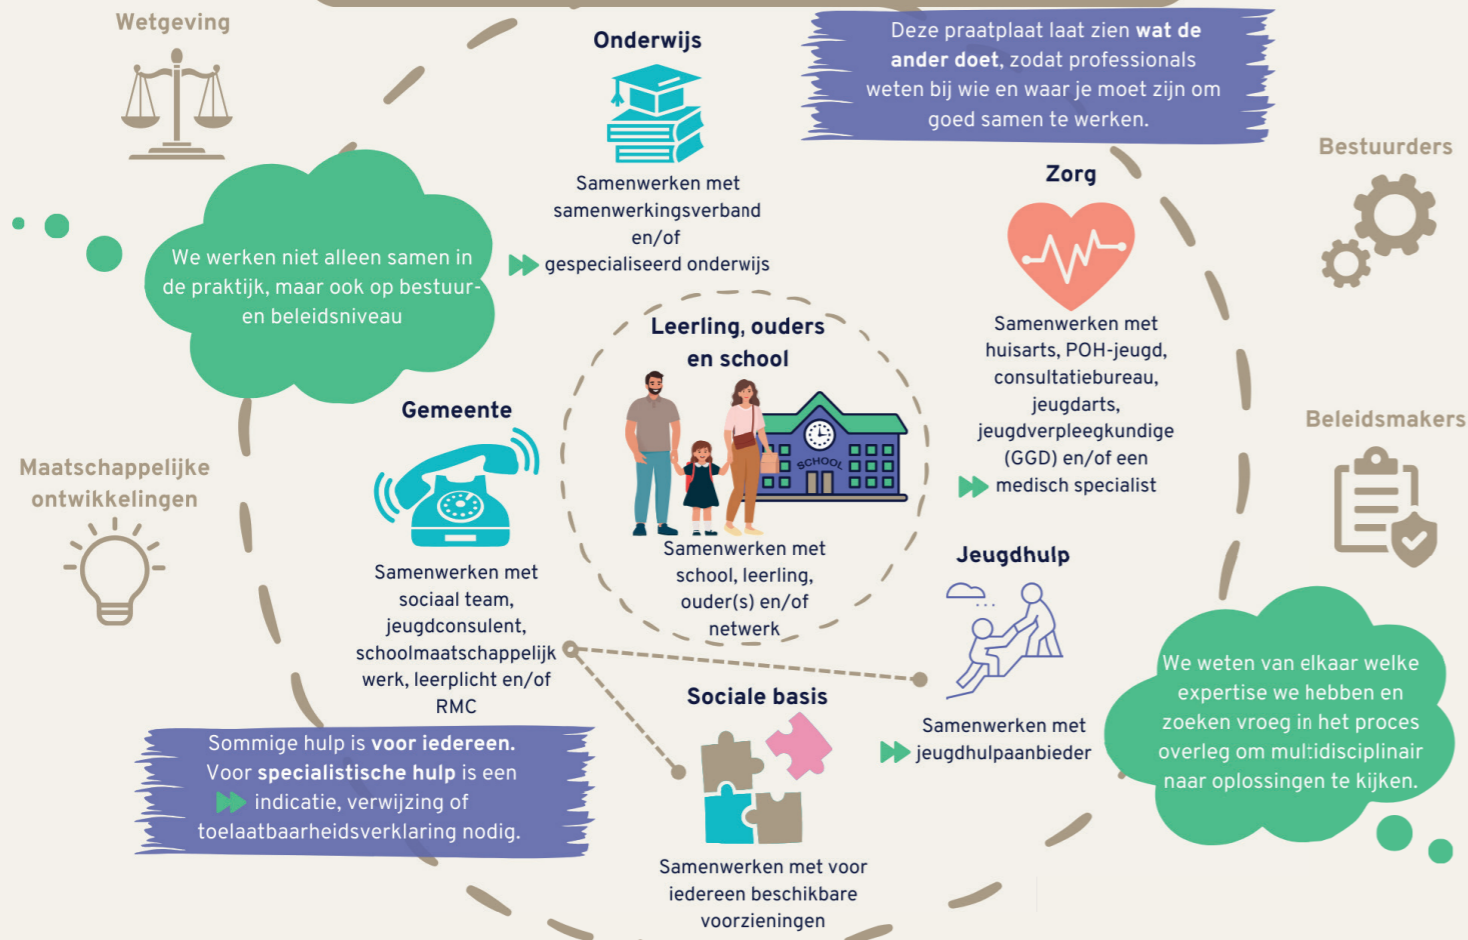 Wetgeving
Onderwijs
Samenwerken met
samenwerkingsverband
en/of
gespecialiseerd onderwijs
Deze praatplaat laat zien wat de
ander doet, zodat professionals
weten bij wie en waar je moet zijn om
goed samen te werken.
Bestuurders
Zorg
Samenwerken met
huisarts, POH-jeugd,
consultatiebureau,
jeugdarts,
jeugdverpleegkundige
(GGD) en/of een
medisch specialist
We werken niet alleen samen in
de praktijk, maar ook op bestuur-
en beleidsniveau
Leerling, ouders
en school
SCHOOL
Samenwerken met
school, leerling,
ouder(s) en/of
netwerk
Gemeente
Samenwerken met
sociaal team,
jeugdconsulent,
schoolmaatschappelijk
werk, leerplicht en/of
RMC
Maatschappelijke
ontwikkelingen
Beleidsmakers
Jeugdhulp
Samenwerken met
jeugdhulpaanbieder
We weten van elkaar welke
expertise we hebben en
zoeken vroeg in het proces
overleg om multidisciplinair
naar oplossingen te kijken.
Sociale basis
Samenwerken met voor
iedereen beschikbare
voorzieningen
Sommige hulp is voor iedereen.
Voor specialistische hulp is een
indicatie, verwijzing of
toelaatbaarheidsverklaring nodig.